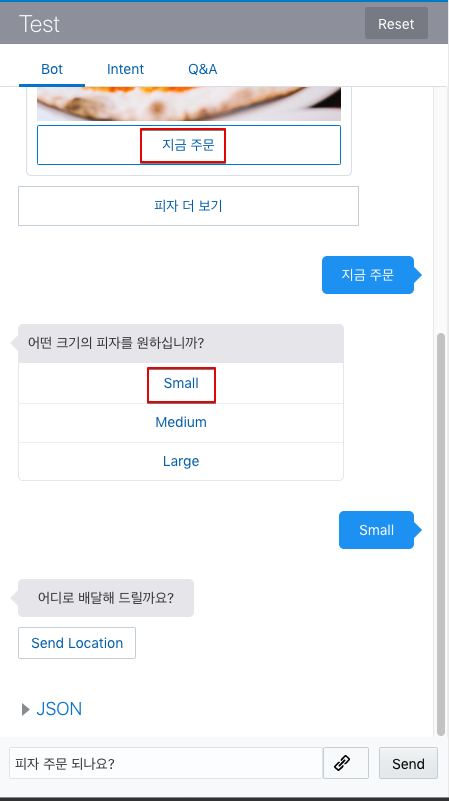 Test
Reset
Bot
Intent
Q&A
지금 주문
피자 더 보기
지금 주문
어떤 크기의 피자를 원하십니까?
Small
Medium
Large
Small
어디로 배달해 드릴까요?
Send Location
JSON
피자 주문 되나요?
Send